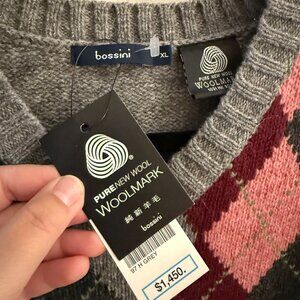 bossini
XL
PURE NEW WOOL
WOOLMARK
PURE NEW WOOL
WOOLMARK
純新羊毛
bossini
97 H GREY
$1,450.